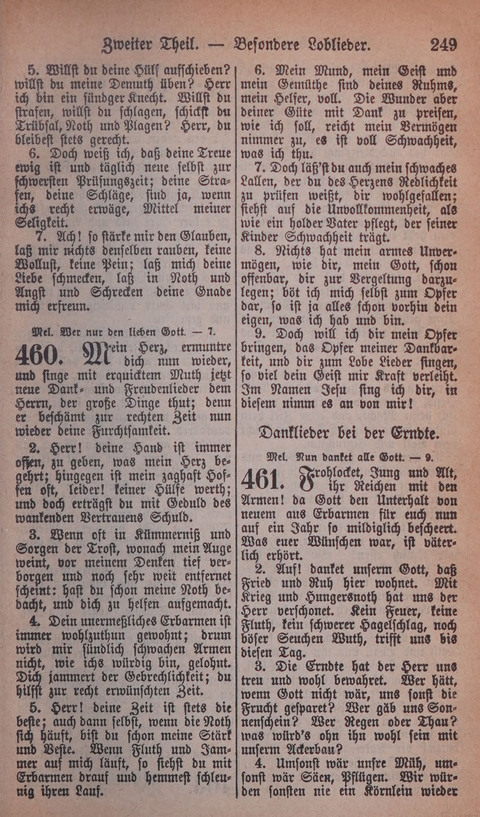 Zweiter Theil. — Besondere Loblieder. 249
5. Willst du deine Hülf aufschieben?
willst du meine Demuth üben? Herr
ich bin ein sündger Knecht. Willst du
strafen, willst du schlagen, schickst du
Trübsal, Noth und Plagen? Herr, du
bleibest stets gerecht.
6. Doch weiß ich, daß deine Treue
ewig ist und täglich neue selbst zur
schwersten Prüfungszeit; deine Stra-
fen, deine Schläge, sind ja, wenn
ichs recht erwäge, Mittel meiner
Seligkeit.
7. Ach! so stärke mir den Glauben,
laß mir nichts denselben rauben, keine
Wollust, keine Pein; laß mich deine
Liebe schmecken, laß in Noth und
Angst und Schrecken deine Gnade
mich erfreun.
Mel. Wer nur den lieben Gott. — 7.
460. Mein Herz, ermuntre
dich nun wieder,
und singe mit erquicktem Muth jetzt
neue Dank- und Freudenlieder dem
Herrn, der große Dinge thut; denn
er beschämt zur rechten Zeit nun
wieder deine Furchtsamkeit.
2. Herr! deine Hand ist immer
offen, zu geben, was mein Herz be-
gehrt; hingegen ist mein zaghaft Hof-
fen oft, leider! keiner Hülfe werth;
und doch erträgst du mit Geduld des
wankenden Vertrauens Schuld.
3. Wenn oft in Kümmerniß und
Sorgen der Trost, wonach mein Auge
weint, vor meinem Denken tief ver-
borgen und noch sehr weit entfernet
scheint: hast du schon meine Noth be-
dacht, und dich zu helfen aufgemacht.
4. Dein unermeßliches Erbarmen ist
immer wohlzuthun gewohnt; drum
wird mir sündlich schwachen Armen
nicht, wie ichs würdig bin, gelohnt.
Dich jammert der Gebrechlichkeit; du
hilfst zur recht erwünschten Zeit.
5. Herr! deine Zeit ist stets die
beste; auch dann selbst, wenn die Noth
sich häuft, bist du schon meine Stärk
und Veste. Wenn Fluth und Jam-
mer auf mich läuft, so siehst du mit
Erbarmen drauf und hemmest schleu-
nig ihren Lauf.
6. Mein Mund, mein Geist und
mein Gemüthe sind deines Ruhms,
mein Helfer, voll. Die Wunder aber
deiner Güte mit Dank zu preisen,
wie ich soll, reicht mein Vermögen
nimmer zu, es ist voll Schwachheit,
was ich thu.
7. Doch läß'st du auch mein schwaches
Lallen, der du des Herzens Redlichkeit
zu prüfen weißt, dir wohlgefallen;
siehst auf die Unvollkommenheit, als
wie ein holder Vater pflegt, der seiner
Kinder Schwachheit trägt.
8. Nichts hat mein armes Unver-
mögen, wie dir, mein Gott, schon
offenbar, dir zur Vergeltung darzu-
legen; böt ich mich selbst zum Opfer
dar, so ist ja alles schon vorhin dein
eigen, was ich hab und bin.
9. Doch will ich dir mein Opfer
bringen, das Opfer meiner Dankbar-
keit, und dir zum Lobe Lieder singen,
so viel dein Geist mir Kraft verleiht.
Im Namen Jesu sing ich dir, in
diesem nimm es an von mir!
Danklieder bei der Erndte.
Mel. Nun danket alle Gott. — 9.
461. Frohlocket, Jung und Alt,
ihr Reichen mit den
Armen! da Gott den Unterhalt von
neuem aus Erbarmen für euch nun
auf ein Jahr so mildiglich bescheert.
Was euer Wünschen war, ist väter-
lich erhört.
2. Auf! danket unserm Gott, daß
Fried und Ruh hier wohnet. Mit
Krieg und Hungersnoth hat uns der
Herr verschonet. Kein Feuer, keine
Fluth, kein schwerer Hagelschlag, noch
böser Seuchen Wuth, trifft uns bis
diesen Tag.
3. Die Erndte hat der Herr uns
treu und wohl bewahret. Wer hätt,
wenn Gott nicht wär, uns sonst die
Frucht gesparet? Wer gäb uns Son-
nenschein? Wer Regen oder Thau?
was würd's ohn ihn wohl sein mit
unserm Ackerbau?
4. Umsonst wär unsre Müh, um-
sonst wär Säen, Pflügen. Wir wür-
den sonsten nie ein Körnlein wieder